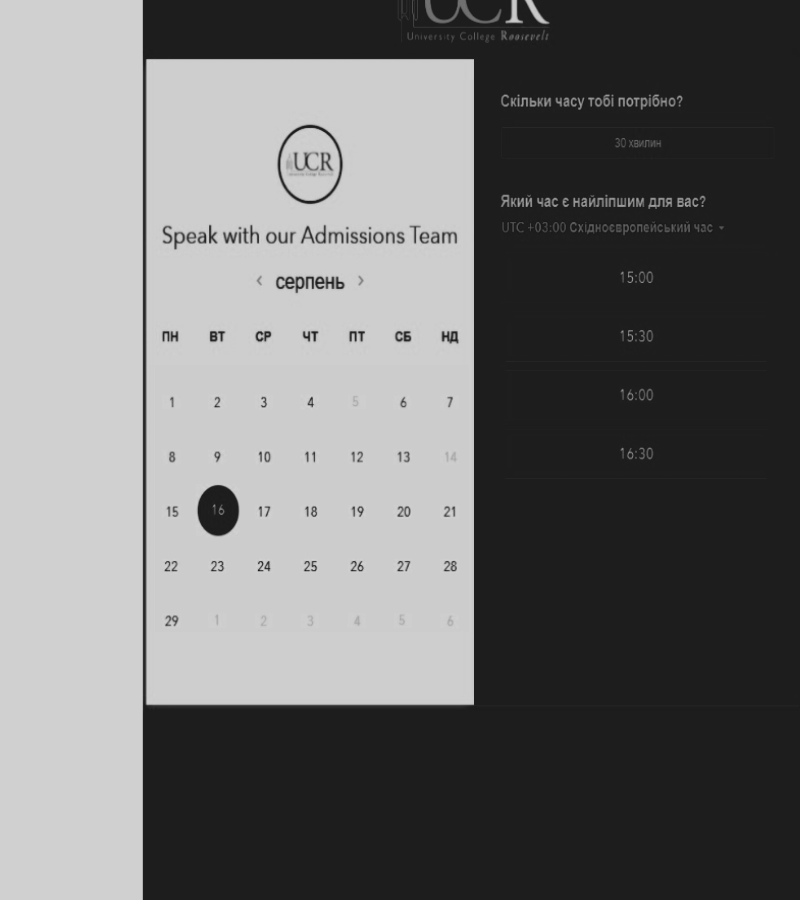 UCR
University College Roosevelt
UCR
Speak with our Admissions Team
< серпень >
ПН ВТ СР ЧТ ПТ СБ НД
1 2 3 4 5 6 7
8 9 10 11 12 13 14
15 16 17 18 19 20 21
22 23 24 25 26 27 28
29 1 2 3 4 5 6
Скільки часу тобі потрібно?
30 хвилин
Який час є найліпшим для вас?
UTC +03:00 Східноєвропейський час
15:00
15:30
16:00
16:30